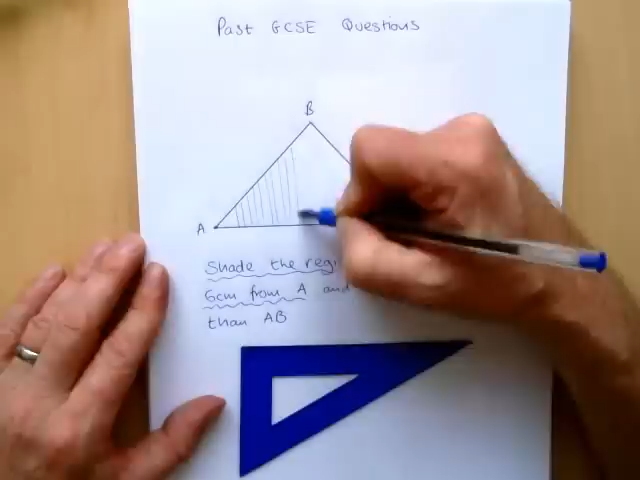 Past GCSE Questions
B
A
Shade the regi
6cm from A and
than AB